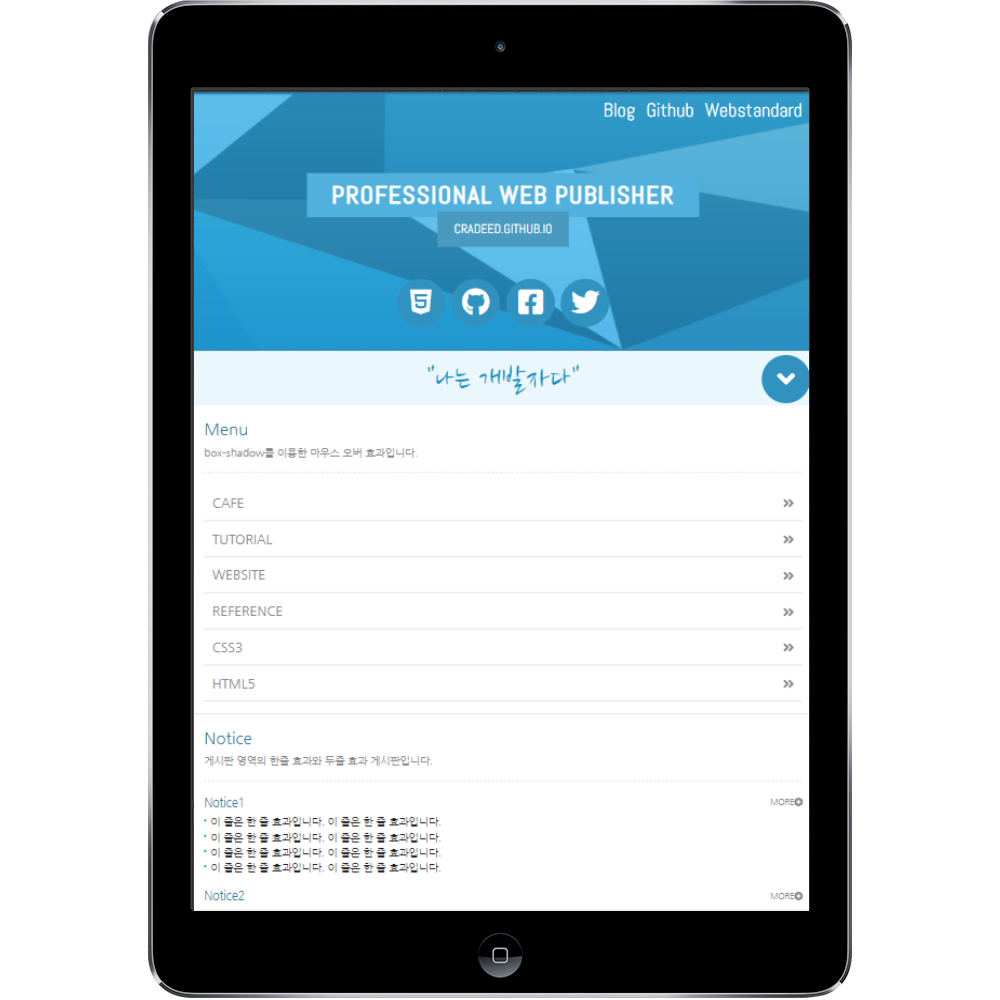 Blog Github Webstandard
PROFESSIONAL WEB PUBLISHER
CRADEED.GITHUB.IO
"나는 개발자다"
Menu
box-shadow를 이용한 마우스 오버 효과입니다.
CAFE
TUTORIAL
WEBSITE
REFERENCE
CSS3
HTML5
Notice
게시판 영역의 한줄 효과와 두줄 효과 게시판입니다.
Notice1 MORE
이 줄은 한 줄 효과입니다. 이 줄은 한 줄 효과입니다.
이 줄은 한 줄 효과입니다. 이 줄은 한 줄 효과입니다.
이 줄은 한 줄 효과입니다. 이 줄은 한 줄 효과입니다.
이 줄은 한 줄 효과입니다. 이 줄은 한 줄 효과입니다.
Notice2 MORE